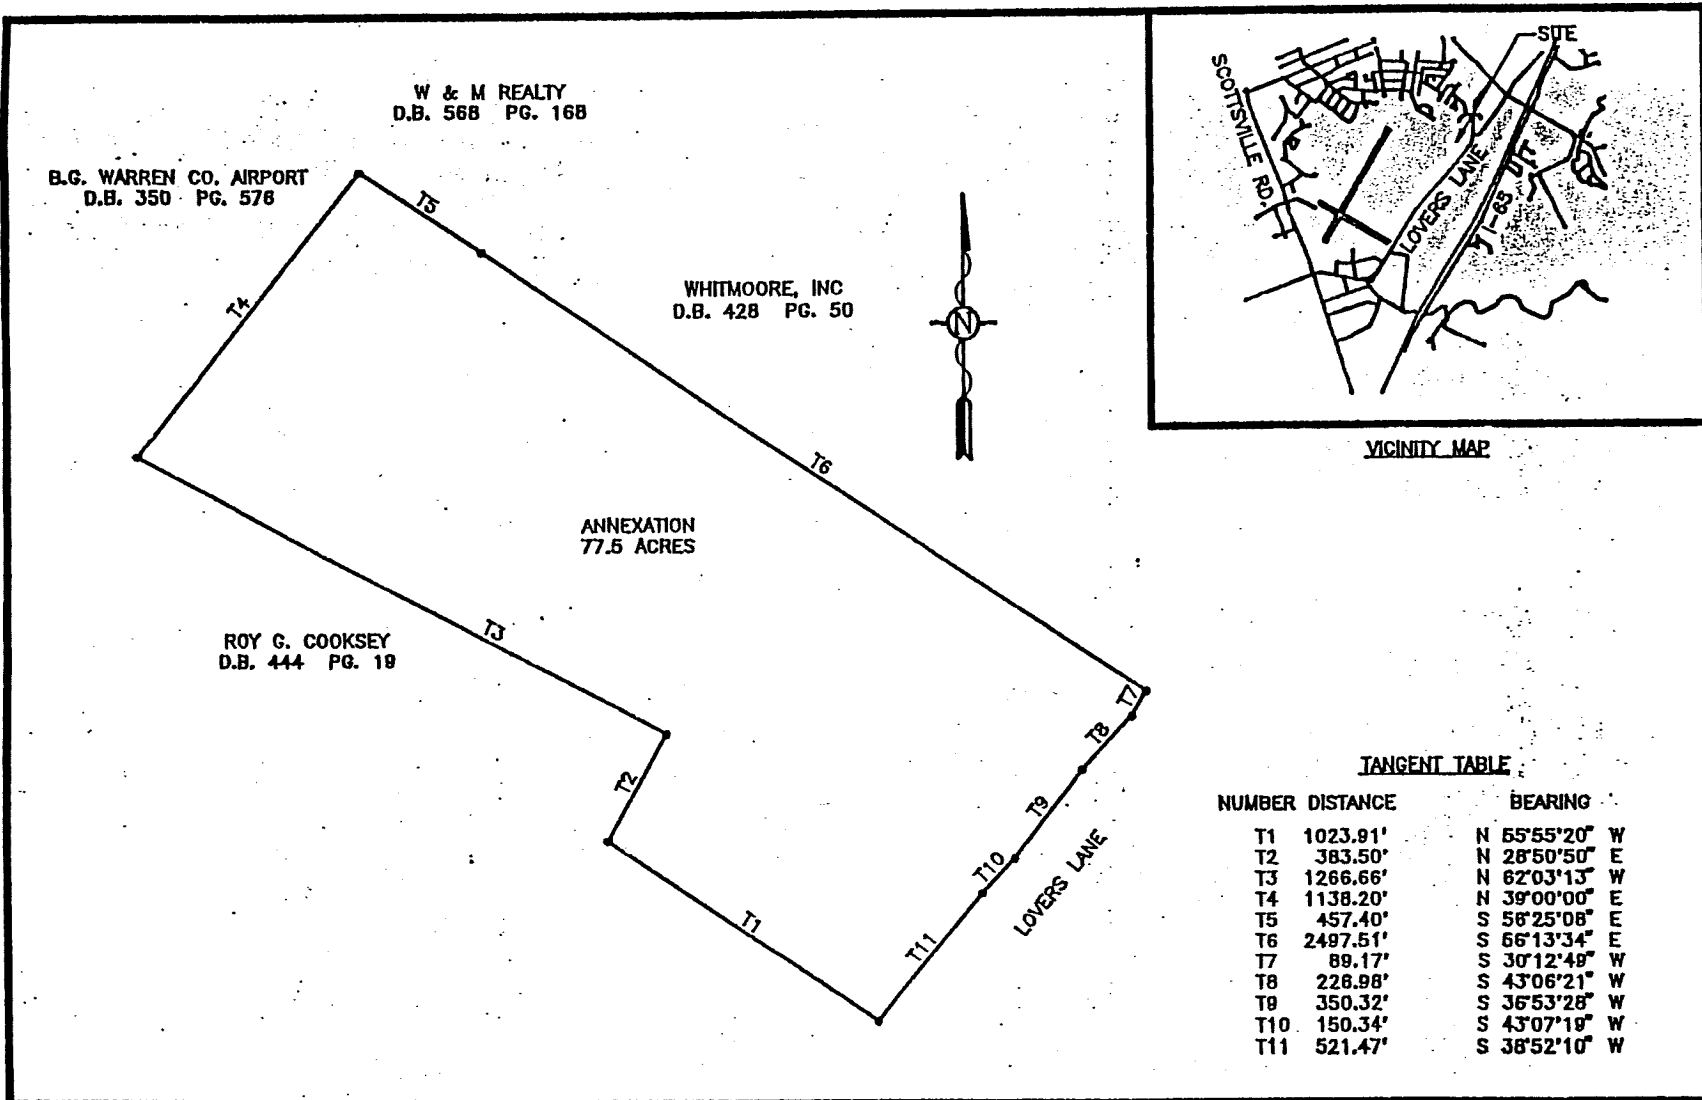 W & M REALTY
D.B. 568 PG. 168
B.G. WARREN CO. AIRPORT
D.B. 350 PG. 578
WHITMOORE, INC
D.B. 428 PG. 50
ROY G. COOKSEY
D.B. 444 PG. 19
ANNEXATION
77.5 ACRES
T5
T4
T6
T3
T2
T1
T7
T8
T9
T10
T11
LOVERS LANE
N
SITE
SCOTTSVILLE RD.
LOVERS LANE
I-65
VICINITY MAP
TANGENT TABLE
NUMBER DISTANCE BEARING
T1 1023.91' N 55°55'20" W
T2 383.50' N 28°50'50" E
T3 1266.66' N 62°03'13" W
T4 1138.20' N 39°00'00" E
T5 457.40' S 56°25'08" E
T6 2497.51' S 56°13'34" E
T7 89.17' S 30°12'49" W
T8 228.98' S 43°06'21" W
T9 350.32' S 36°53'28" W
T10 150.34' S 43°07'19" W
T11 521.47' S 38°52'10" W